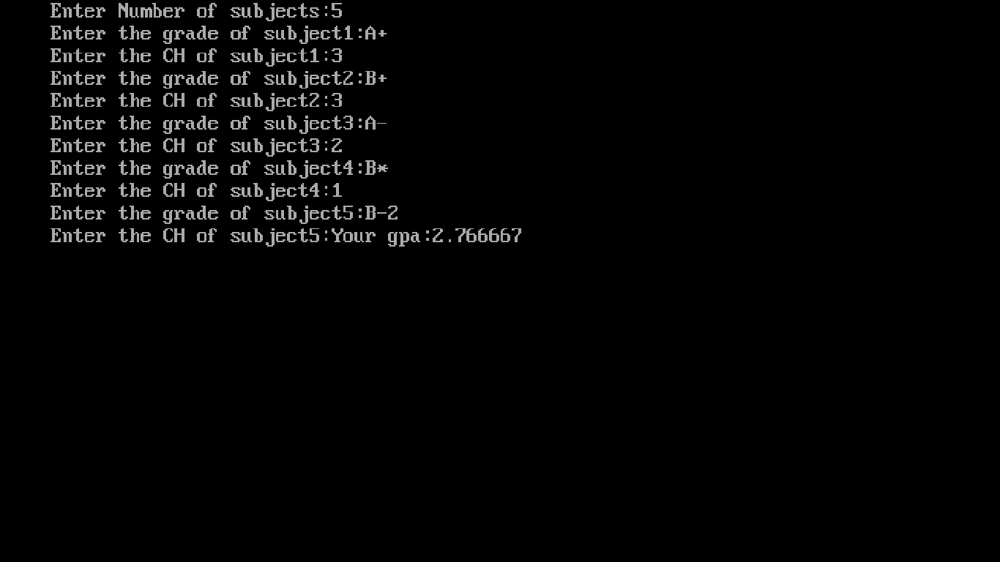 Enter Number of subjects:5
Enter the grade of subject1:A+
Enter the CH of subject1:3
Enter the grade of subject2:B+
Enter the CH of subject2:3
Enter the grade of subject3:A-
Enter the CH of subject3:2
Enter the grade of subject4:B*
Enter the CH of subject4:1
Enter the grade of subject5:B-2
Enter the CH of subject5:Your gpa:2.766667